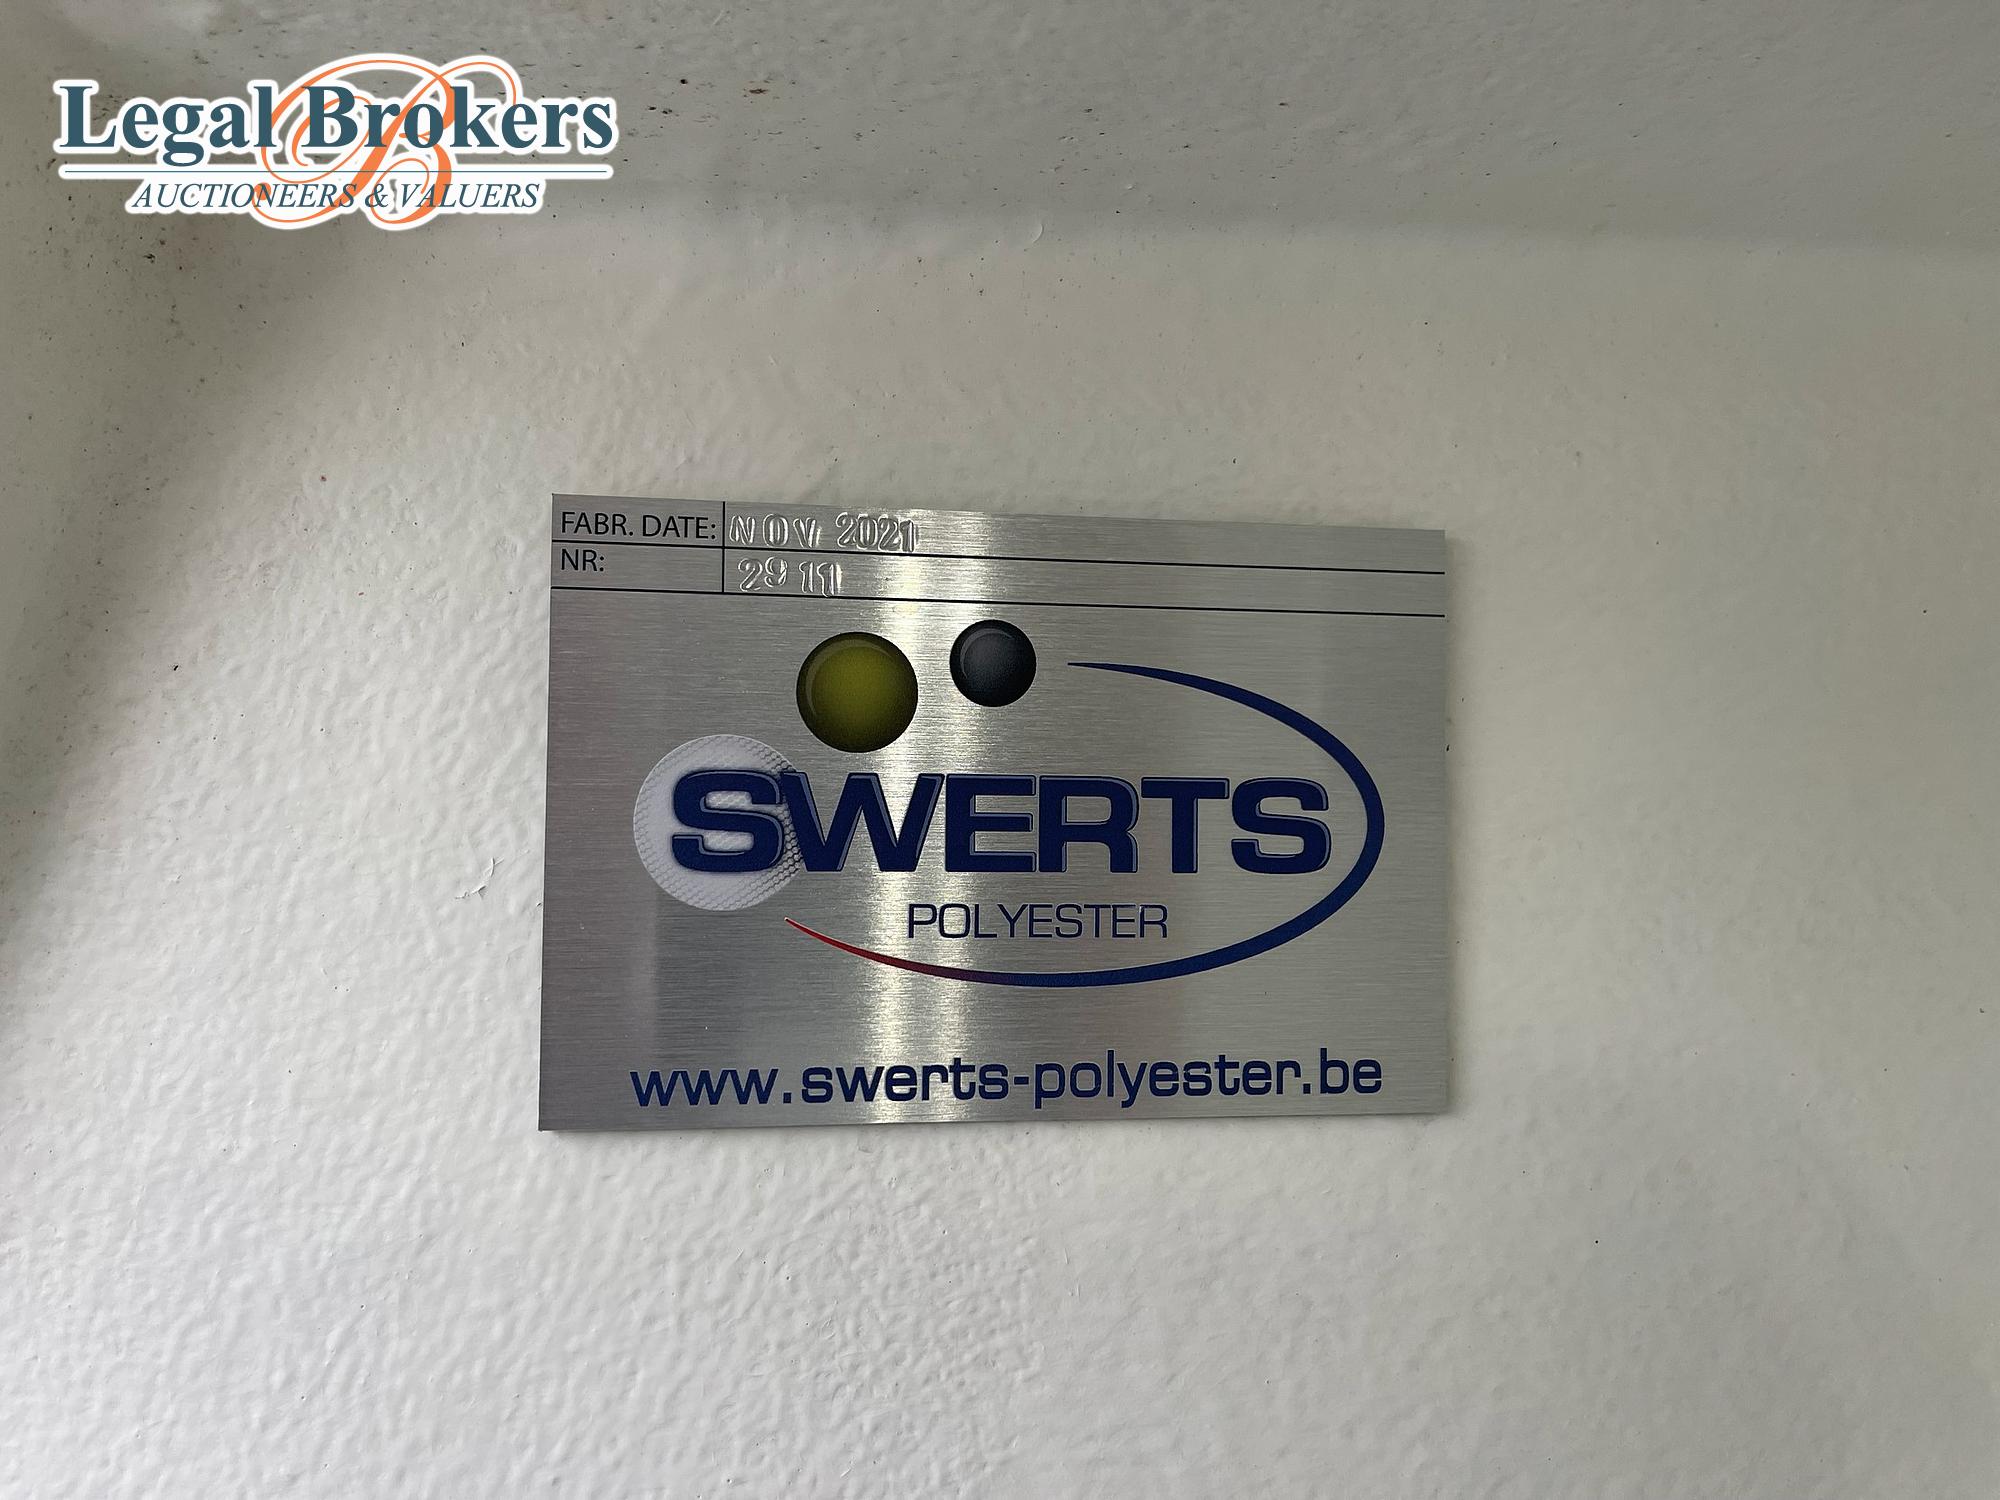 Legal Brokers
AUCTIONEERS & VALUERS
FABR. DATE: NOV 2021
NR: 29 11
SWERTS
POLYESTER
www.swerts-polyester.be